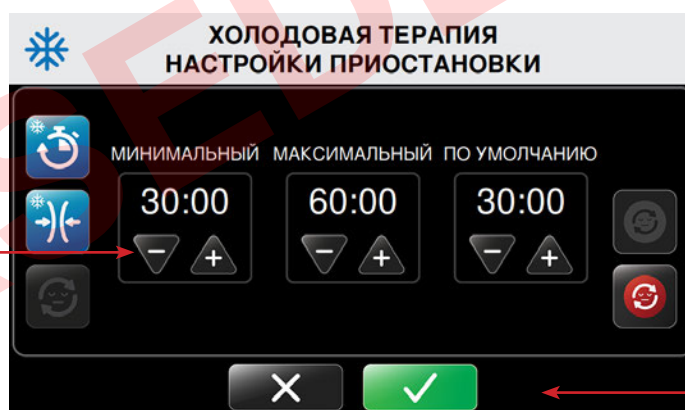 ХОЛОДОВАЯ ТЕРАПИЯ
НАСТРОЙКИ ПРИОСТАНОВКИ
МИНИМАЛЬНЫЙ МАКСИМАЛЬНЫЙ ПО УМОЛЧАНИЮ
30:00 60:00 30:00